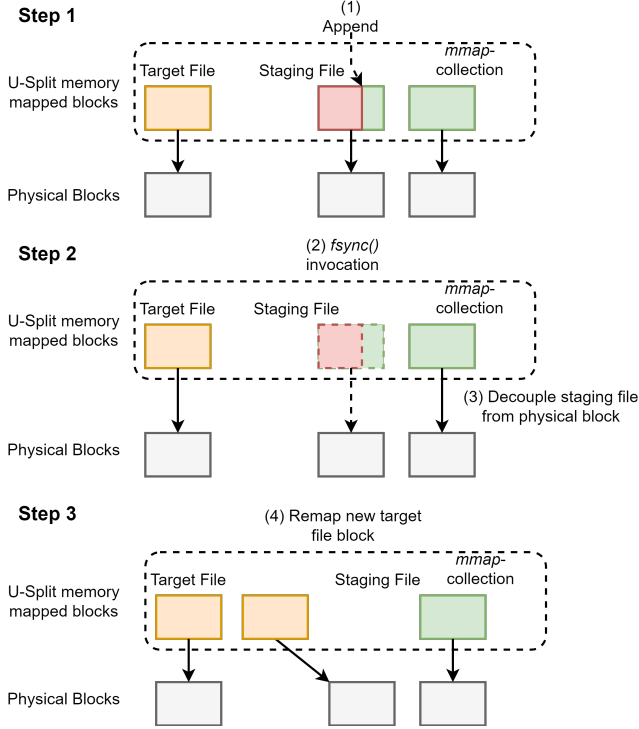 Step 1
(1)
Append
U-Split memory
mapped blocks
Target File
Staging File
mmap-
collection
Physical Blocks
Step 2
(2) fsync()
invocation
U-Split memory
mapped blocks
Target File
Staging File
mmap-
collection
(3) Decouple staging file
from physical block
Physical Blocks
Step 3
(4) Remap new target
file block
U-Split memory
mapped blocks
Target File
Staging File
mmap-
collection
Physical Blocks